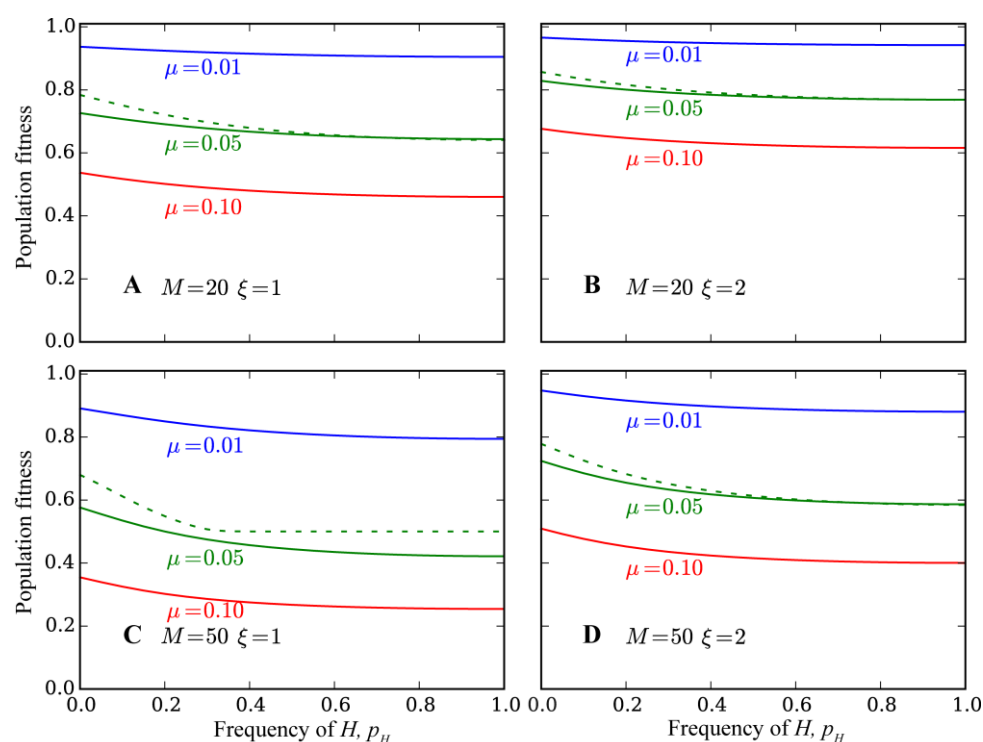 1.0
0.8
0.6
0.4
0.2
0.0
Population fitness
μ=0.01
μ=0.05
μ=0.10
A M=20 ξ=1
μ=0.01
μ=0.05
μ=0.10
B M=20 ξ=2
1.0
0.8
0.6
0.4
0.2
0.0
Population fitness
μ=0.01
μ=0.05
μ=0.10
C M=50 ξ=1
μ=0.01
μ=0.05
μ=0.10
D M=50 ξ=2
0.0 0.2 0.4 0.6 0.8 1.0
Frequency of H, p_H
0.0 0.2 0.4 0.6 0.8 1.0
Frequency of H, p_H